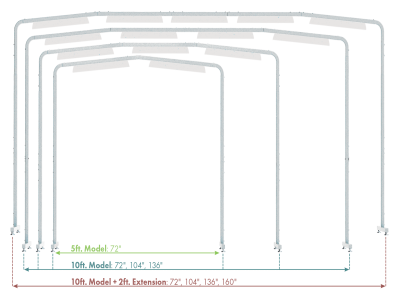 5ft. Model: 72"
10ft. Model: 72", 104", 136"
10ft. Model + 2ft. Extension: 72", 104", 136", 160"